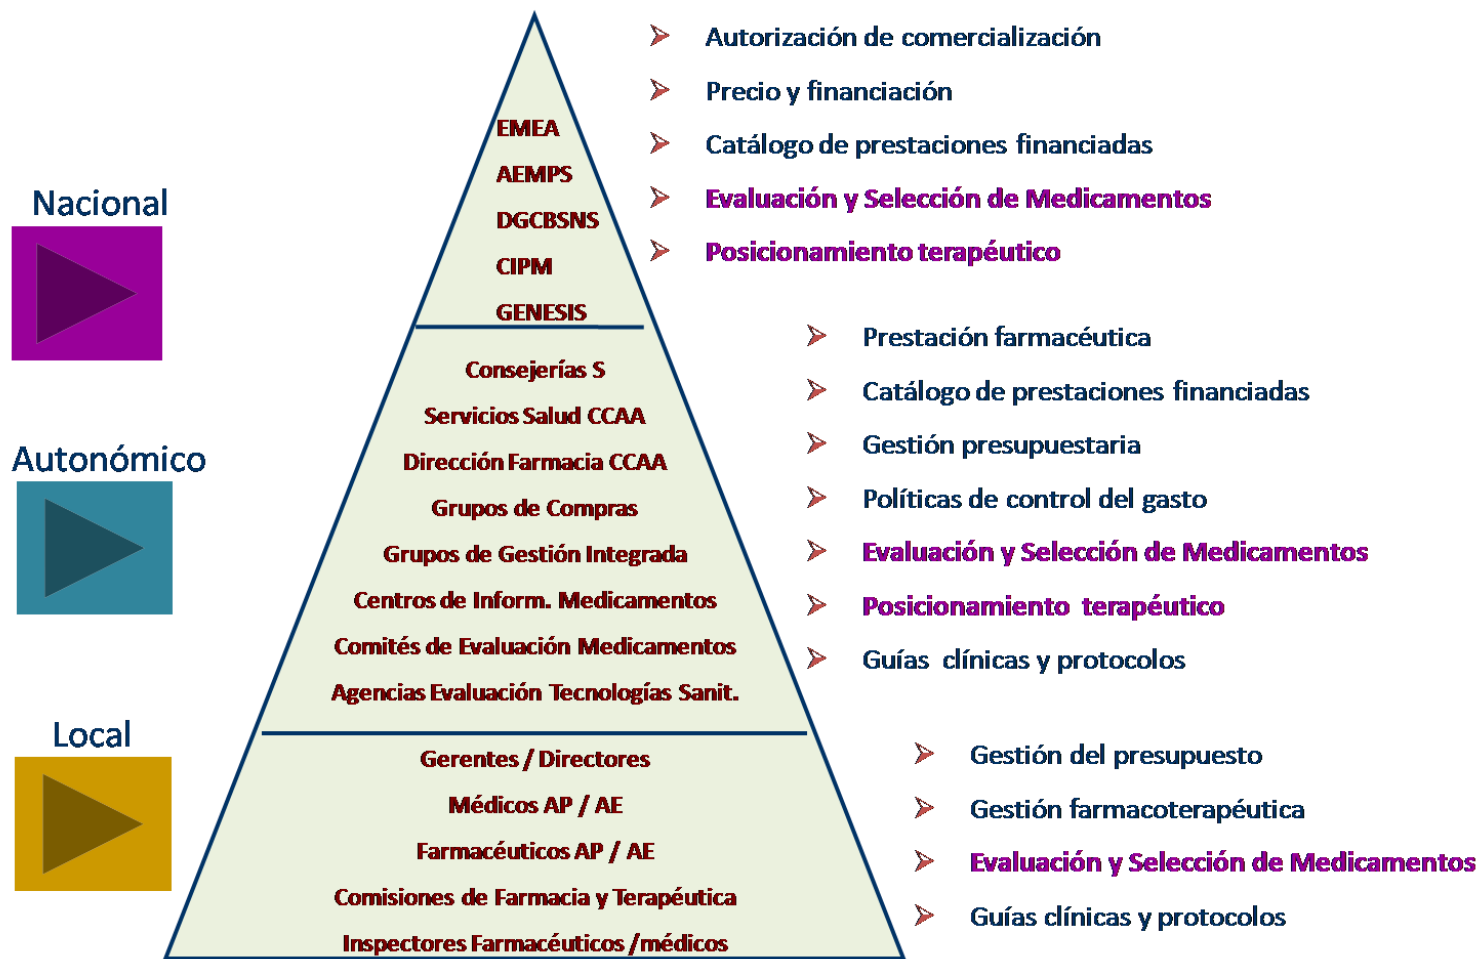 Nacional
EMEA
AEMPS
DGCBSNS
CIPM
GENESIS
Autorización de comercialización
Precio y financiación
Catálogo de prestaciones financiadas
Evaluación y Selección de Medicamentos
Posicionamiento terapéutico
Autonómico
Consejerías S
Servicios Salud CCAA
Dirección Farmacia CCAA
Grupos de Compras
Grupos de Gestión Integrada
Centros de Inform. Medicamentos
Comités de Evaluación Medicamentos
Agencias Evaluación Tecnologías Sanit.
Prestación farmacéutica
Catálogo de prestaciones financiadas
Gestión presupuestaria
Políticas de control del gasto
Evaluación y Selección de Medicamentos
Posicionamiento terapéutico
Guías clínicas y protocolos
Local
Gerentes / Directores
Médicos AP / AE
Farmacéuticos AP / AE
Comisiones de Farmacia y Terapéutica
Inspectores Farmacéuticos /médicos
Gestión del presupuesto
Gestión farmacoterapéutica
Evaluación y Selección de Medicamentos
Guías clínicas y protocolos